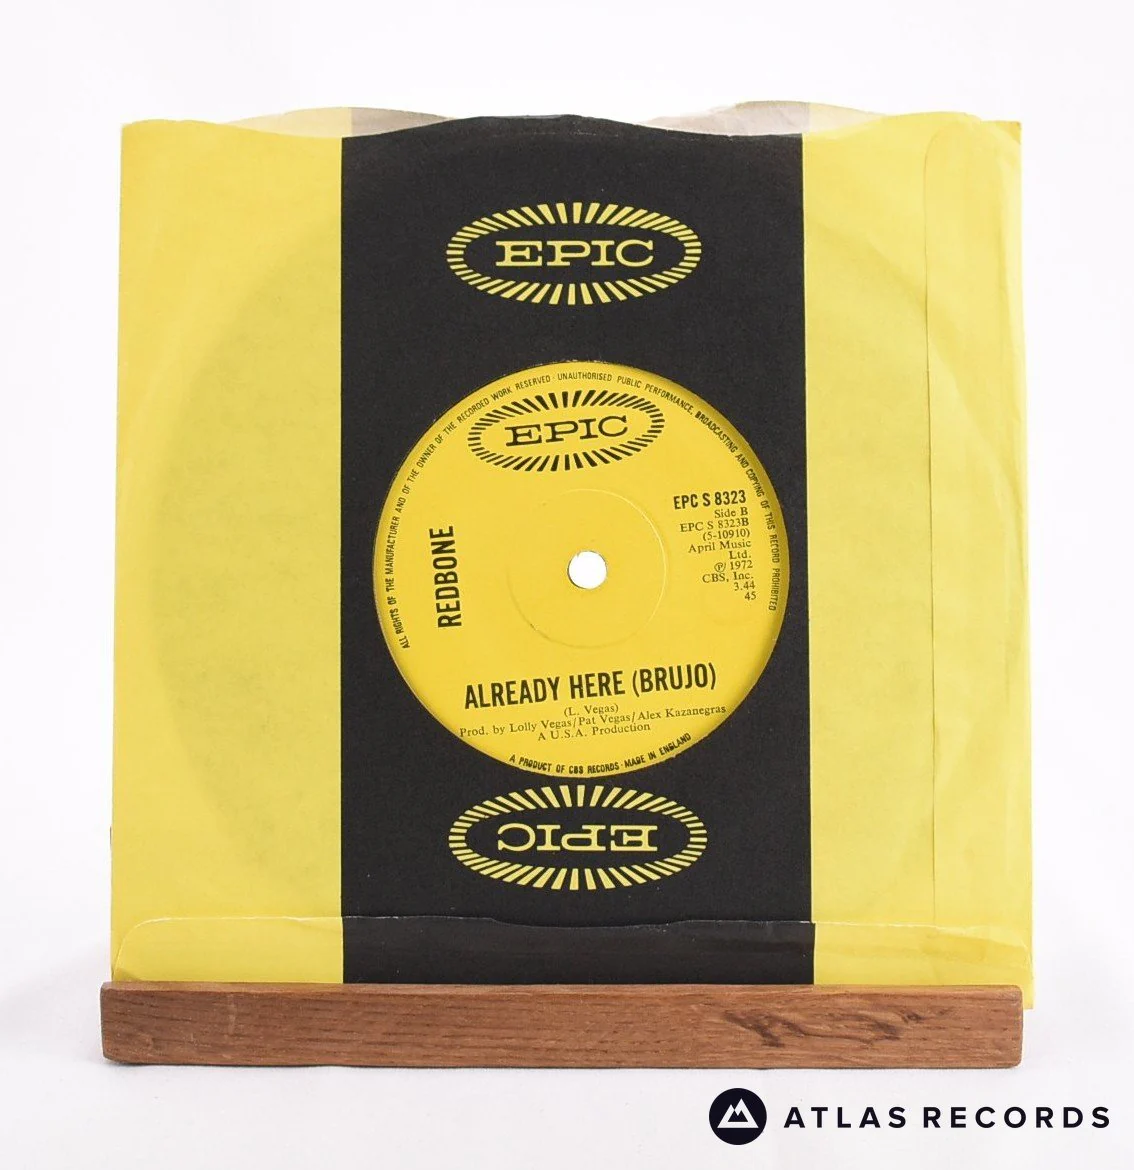 EPIC
ALL RIGHTS OF THE MANUFACTURER AND OF THE OWNER OF THE RECORDED WORK RESERVED · UNAUTHORISED PUBLIC PERFORMANCE, BROADCASTING AND COPYING OF THIS RECORD PROHIBITED
EPIC
EPC S 8323
Side B
EPC S 8323B
(5-10910)
April Music
Ltd.
℗ 1972
CBS, Inc.
3.44
45
REDBONE
ALREADY HERE (BRUJO)
(L. Vegas)
Prod. by Lolly Vegas/Pat Vegas/Alex Kazanegras
A U.S.A. Production
A PRODUCT OF CBS RECORDS · MADE IN ENGLAND
EPIC
ATLAS RECORDS